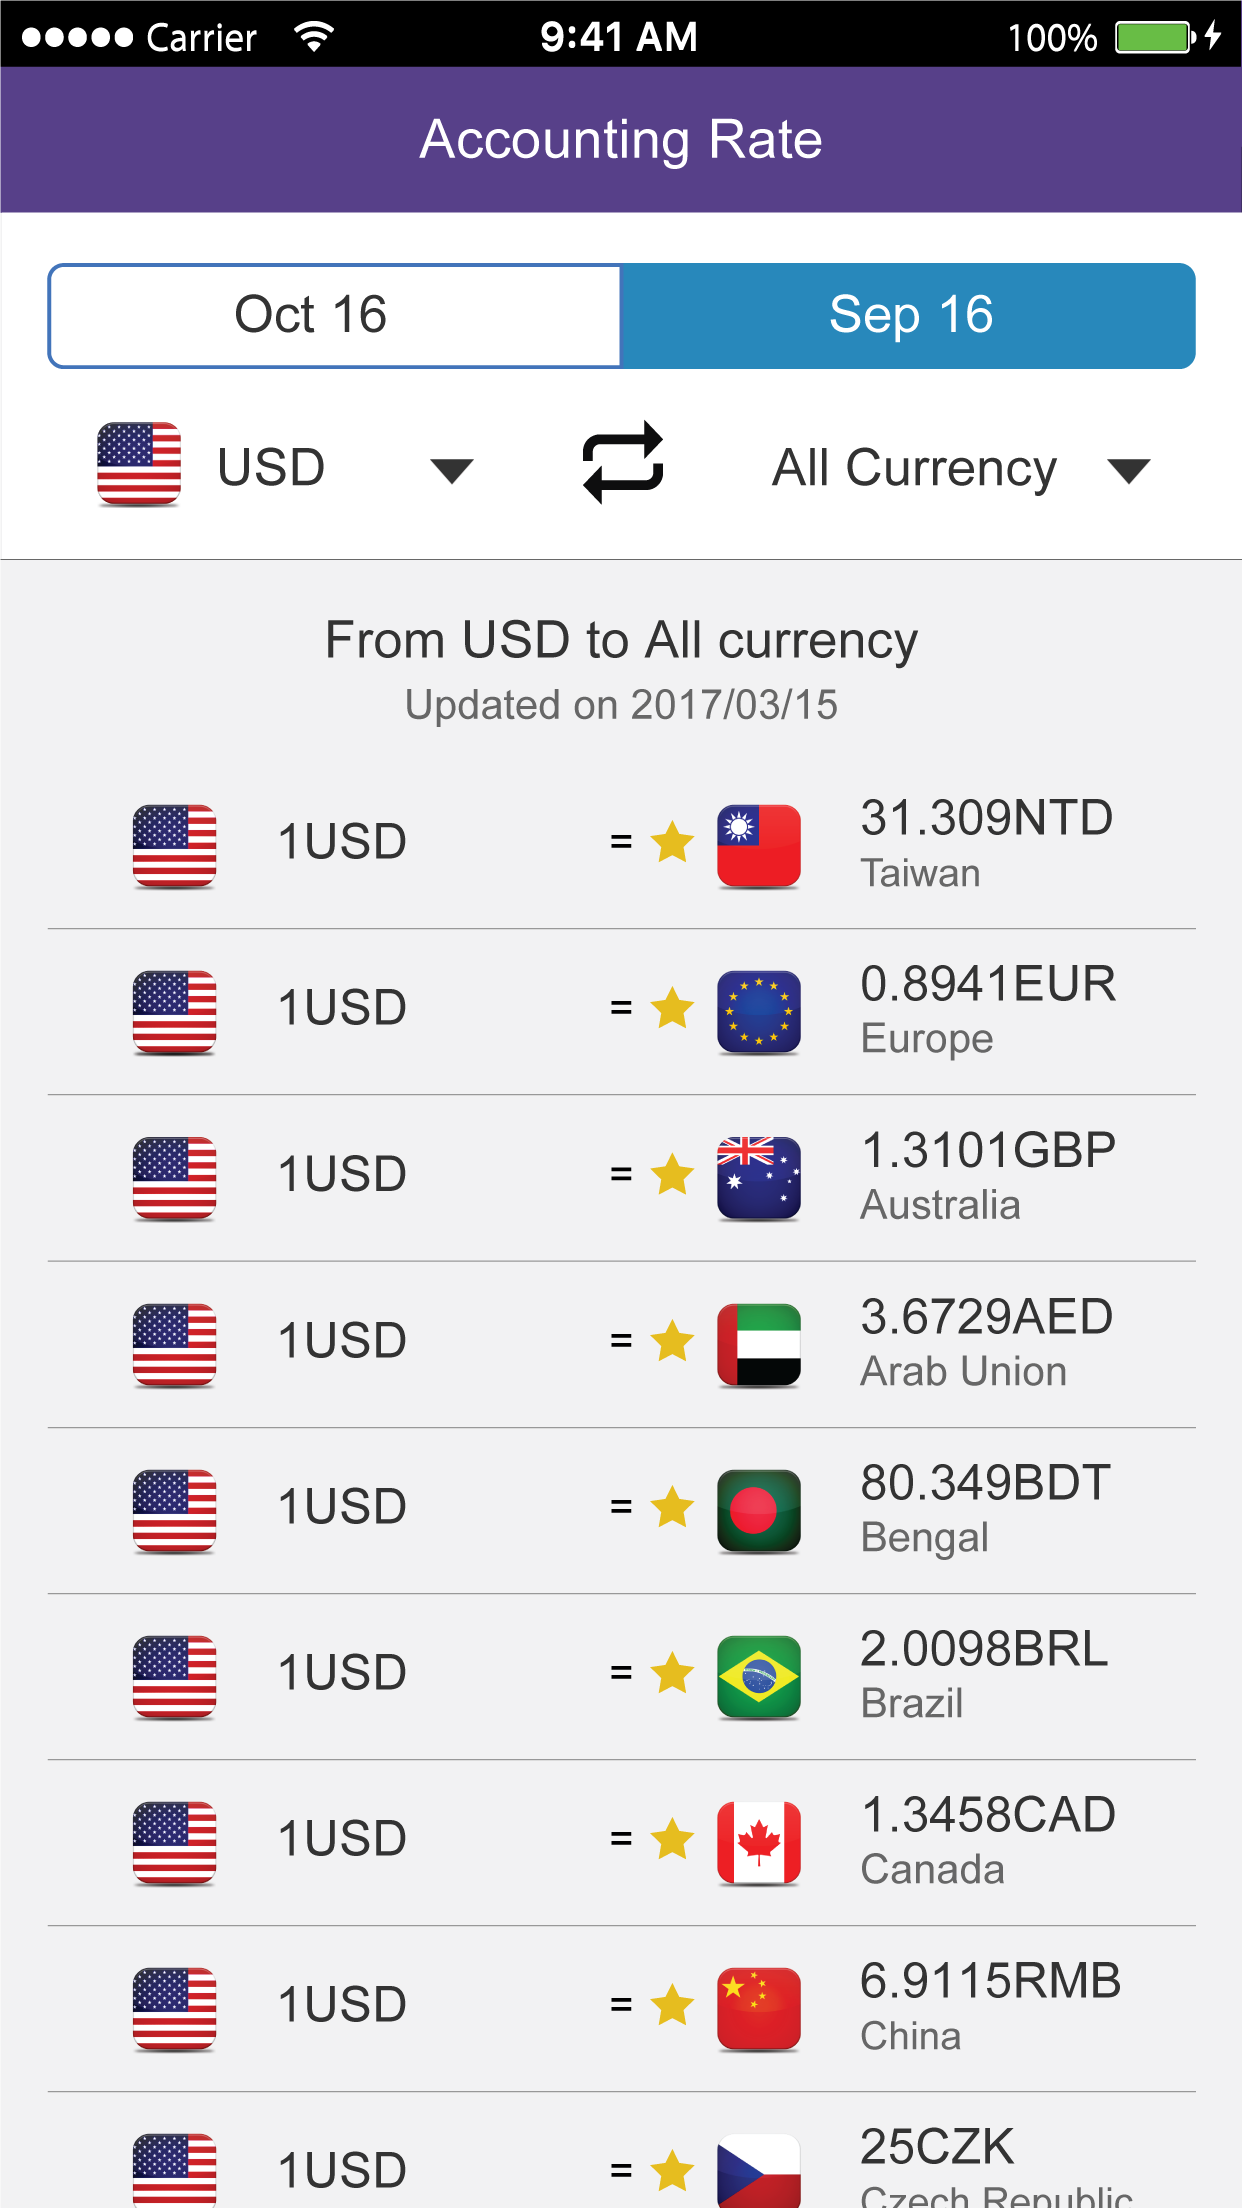 Carrier 9:41 AM 100%
Accounting Rate
Oct 16 Sep 16
USD All Currency
From USD to All currency
Updated on 2017/03/15
1USD = 31.309NTD
Taiwan
1USD = 0.8941EUR
Europe
1USD = 1.3101GBP
Australia
1USD = 3.6729AED
Arab Union
1USD = 80.349BDT
Bengal
1USD = 2.0098BRL
Brazil
1USD = 1.3458CAD
Canada
1USD = 6.9115RMB
China
1USD = 25CZK
Czech Republic